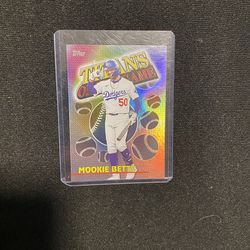 TOPPS
TITANS
OF THE GAME
Dodgers
50
MOOKIE BETTS